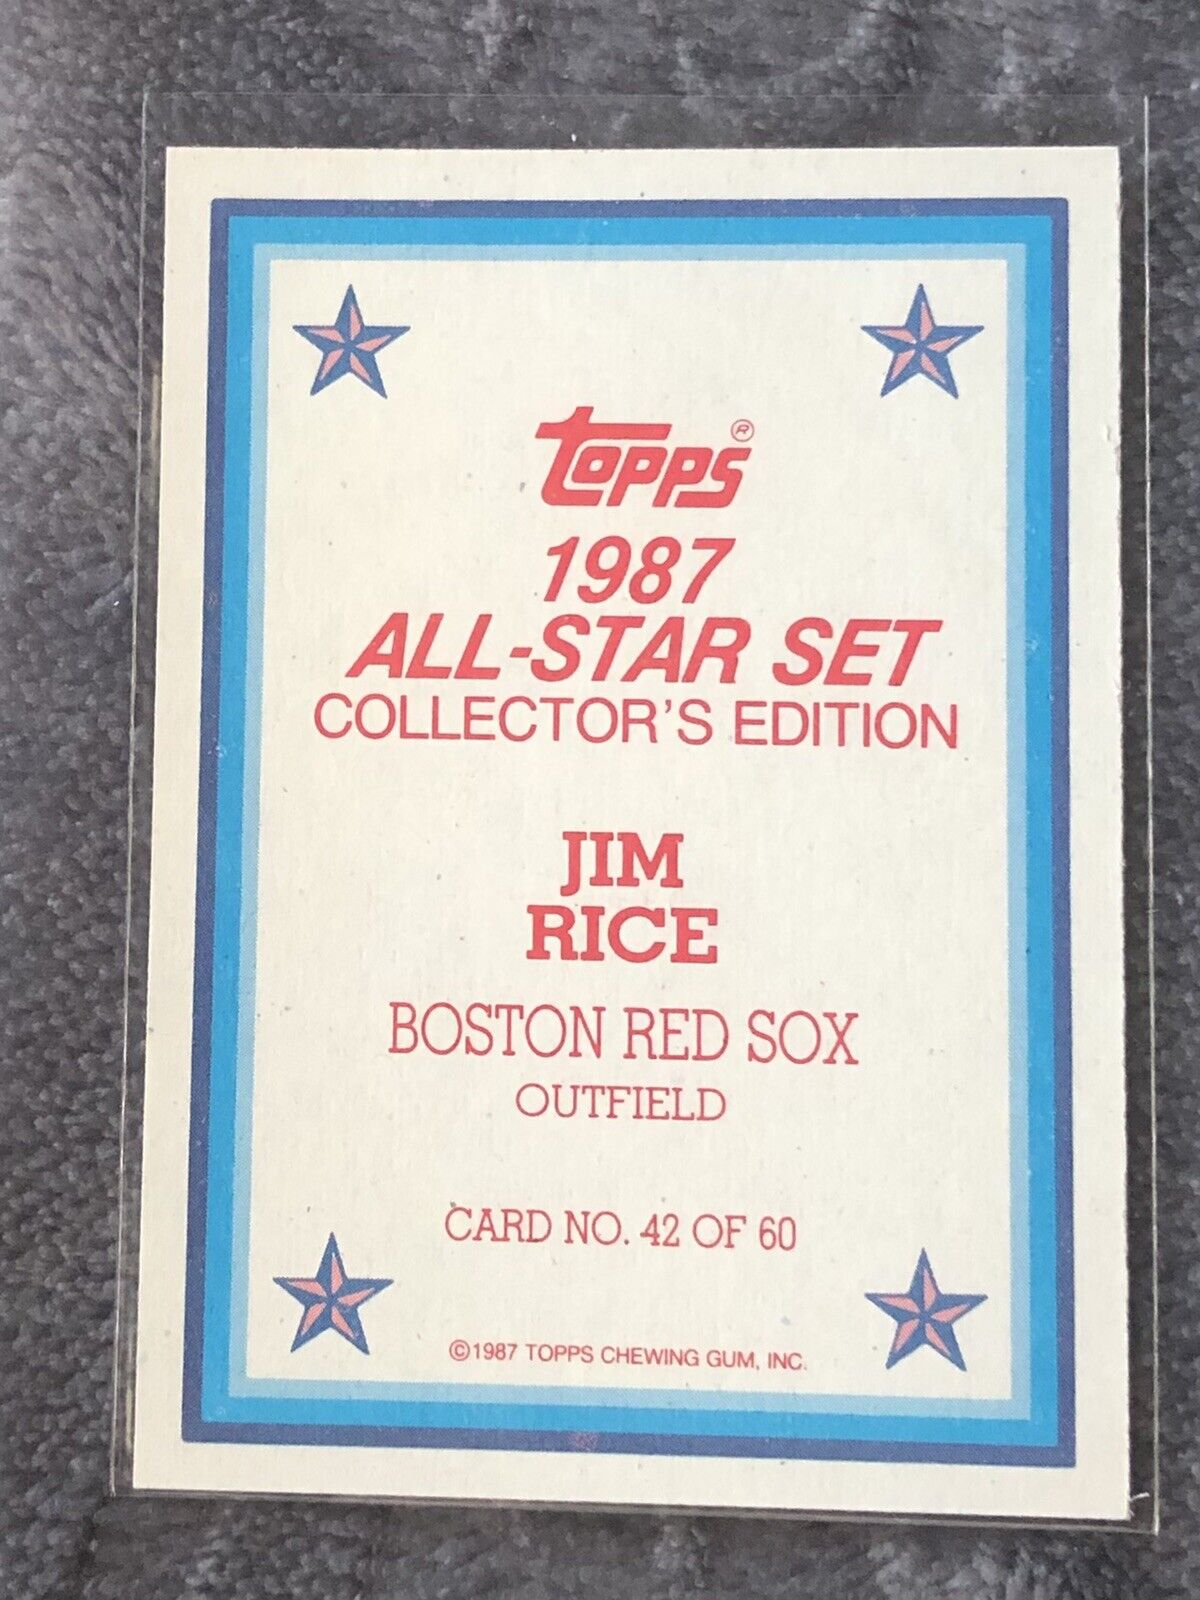 TOPPS®
1987
ALL-STAR SET
COLLECTOR'S EDITION
JIM
RICE
BOSTON RED SOX
OUTFIELD
CARD NO. 42 OF 60
©1987 TOPPS CHEWING GUM, INC.